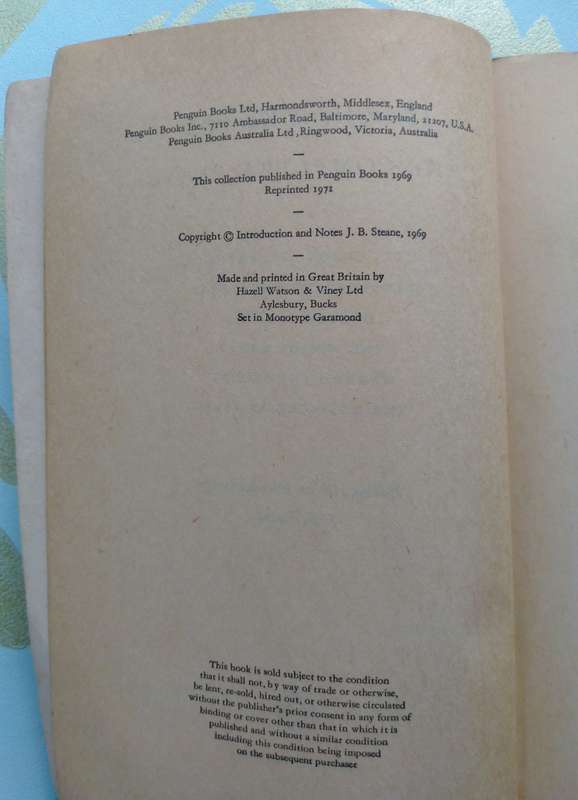 Penguin Books Ltd, Harmondsworth, Middlesex, England
Penguin Books Inc., 7110 Ambassador Road, Baltimore, Maryland, 21207, U.S.A.
Penguin Books Australia Ltd, Ringwood, Victoria, Australia
—
This collection published in Penguin Books 1969
Reprinted 1971
—
Copyright © Introduction and Notes J. B. Steane, 1969
—
Made and printed in Great Britain by
Hazell Watson & Viney Ltd
Aylesbury, Bucks
Set in Monotype Garamond
This book is sold subject to the condition
that it shall not, by way of trade or otherwise,
be lent, re-sold, hired out, or otherwise circulated
without the publisher's prior consent in any form of
binding or cover other than that in which it is
published and without a similar condition
including this condition being imposed
on the subsequent purchaser